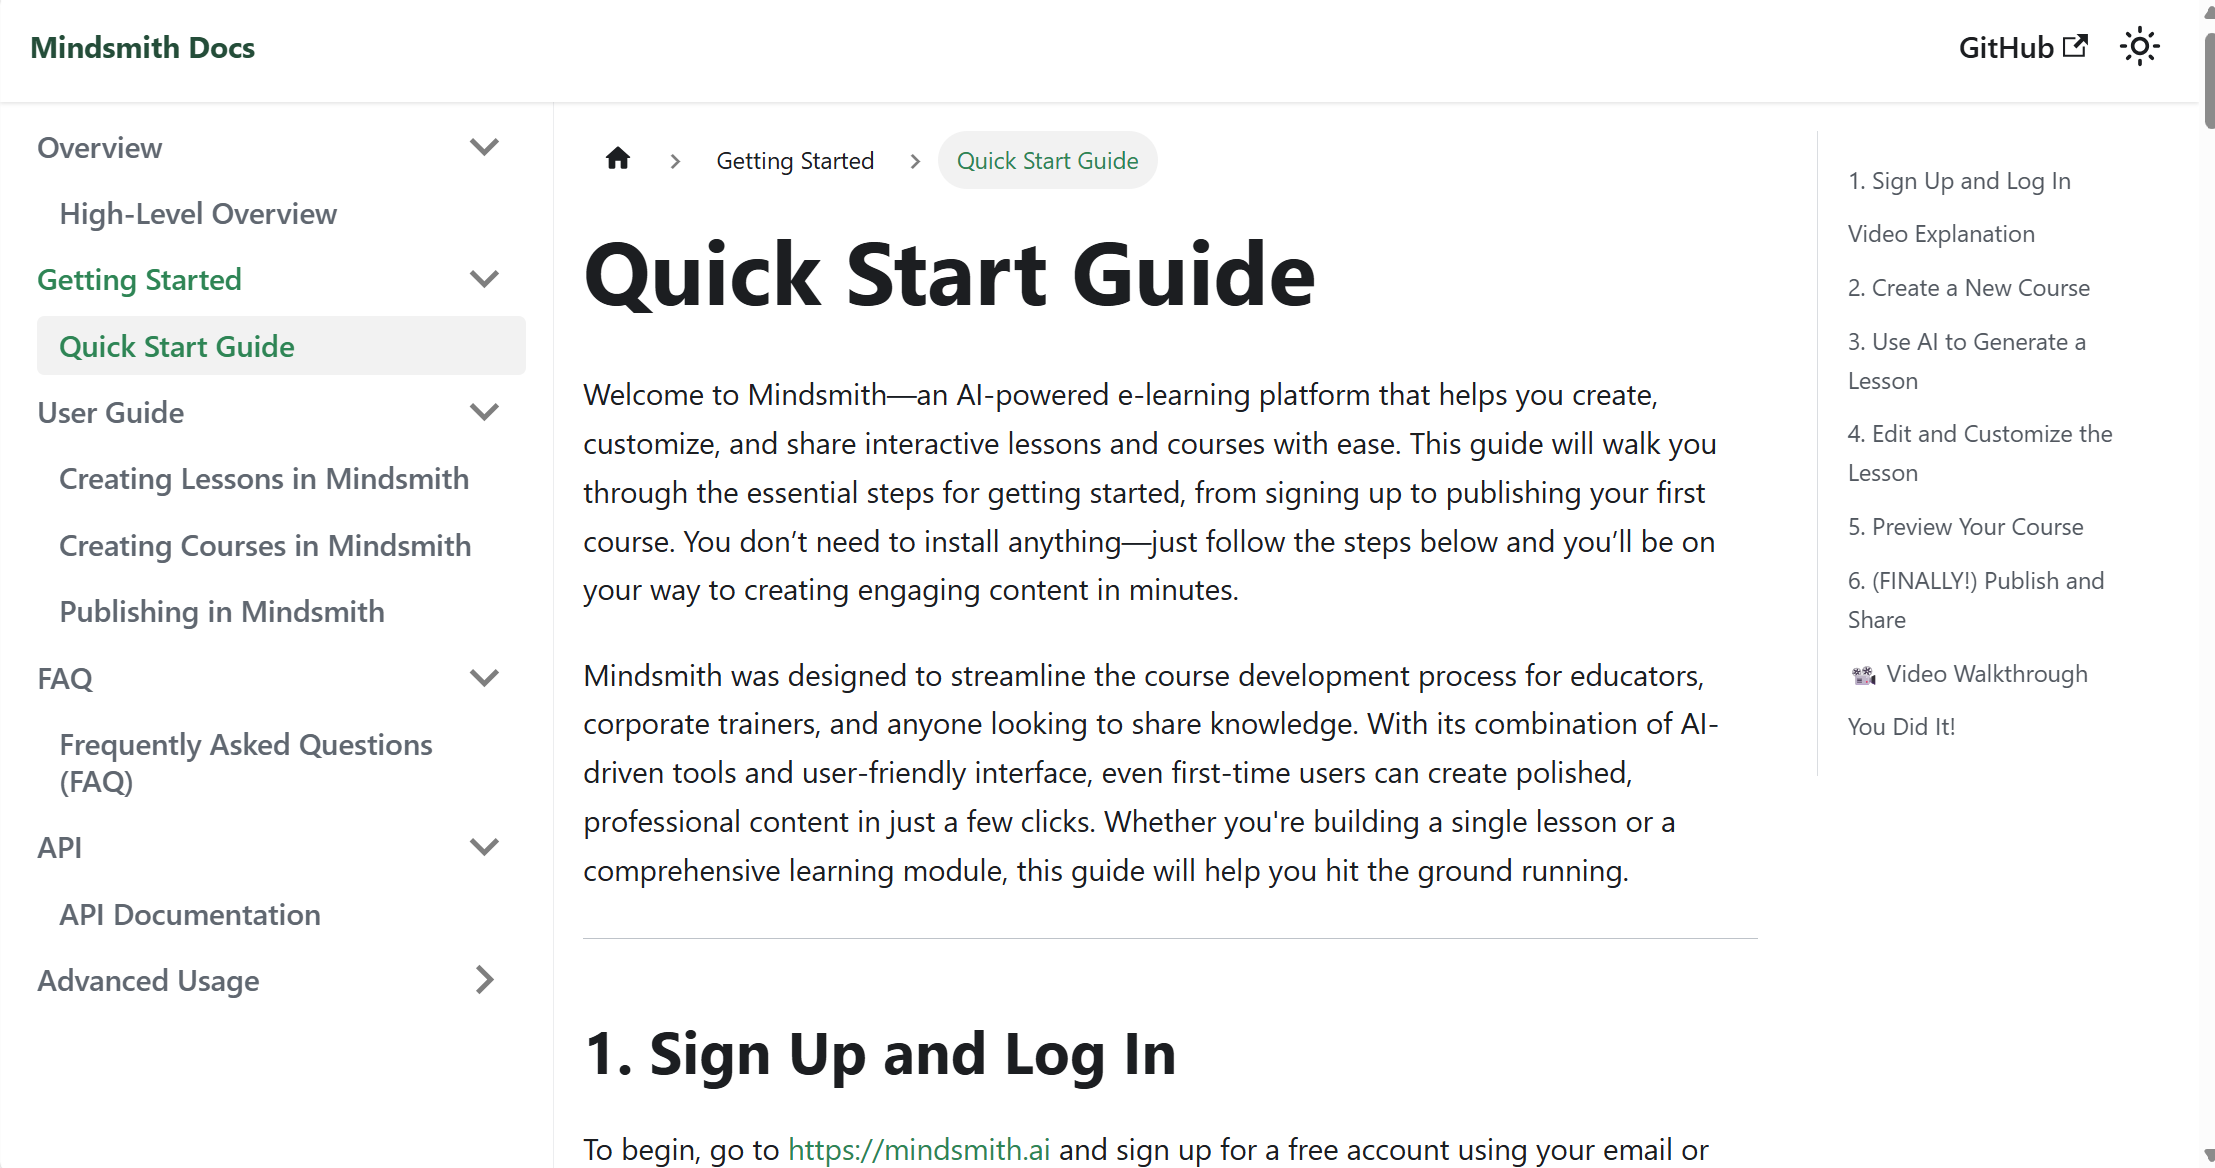 Mindsmith Docs
GitHub
Overview
High-Level Overview
Getting Started
Quick Start Guide
User Guide
Creating Lessons in Mindsmith
Creating Courses in Mindsmith
Publishing in Mindsmith
FAQ
Frequently Asked Questions
(FAQ)
API
API Documentation
Advanced Usage
Getting Started
Quick Start Guide
Quick Start Guide
Welcome to Mindsmith—an AI-powered e-learning platform that helps you create,
customize, and share interactive lessons and courses with ease. This guide will walk you
through the essential steps for getting started, from signing up to publishing your first
course. You don’t need to install anything—just follow the steps below and you’ll be on
your way to creating engaging content in minutes.
Mindsmith was designed to streamline the course development process for educators,
corporate trainers, and anyone looking to share knowledge. With its combination of AI-
driven tools and user-friendly interface, even first-time users can create polished,
professional content in just a few clicks. Whether you're building a single lesson or a
comprehensive learning module, this guide will help you hit the ground running.
1. Sign Up and Log In
To begin, go to https://mindsmith.ai and sign up for a free account using your email or
1. Sign Up and Log In
Video Explanation
2. Create a New Course
3. Use AI to Generate a
Lesson
4. Edit and Customize the
Lesson
5. Preview Your Course
6. (FINALLY!) Publish and
Share
🎥 Video Walkthrough
You Did It!